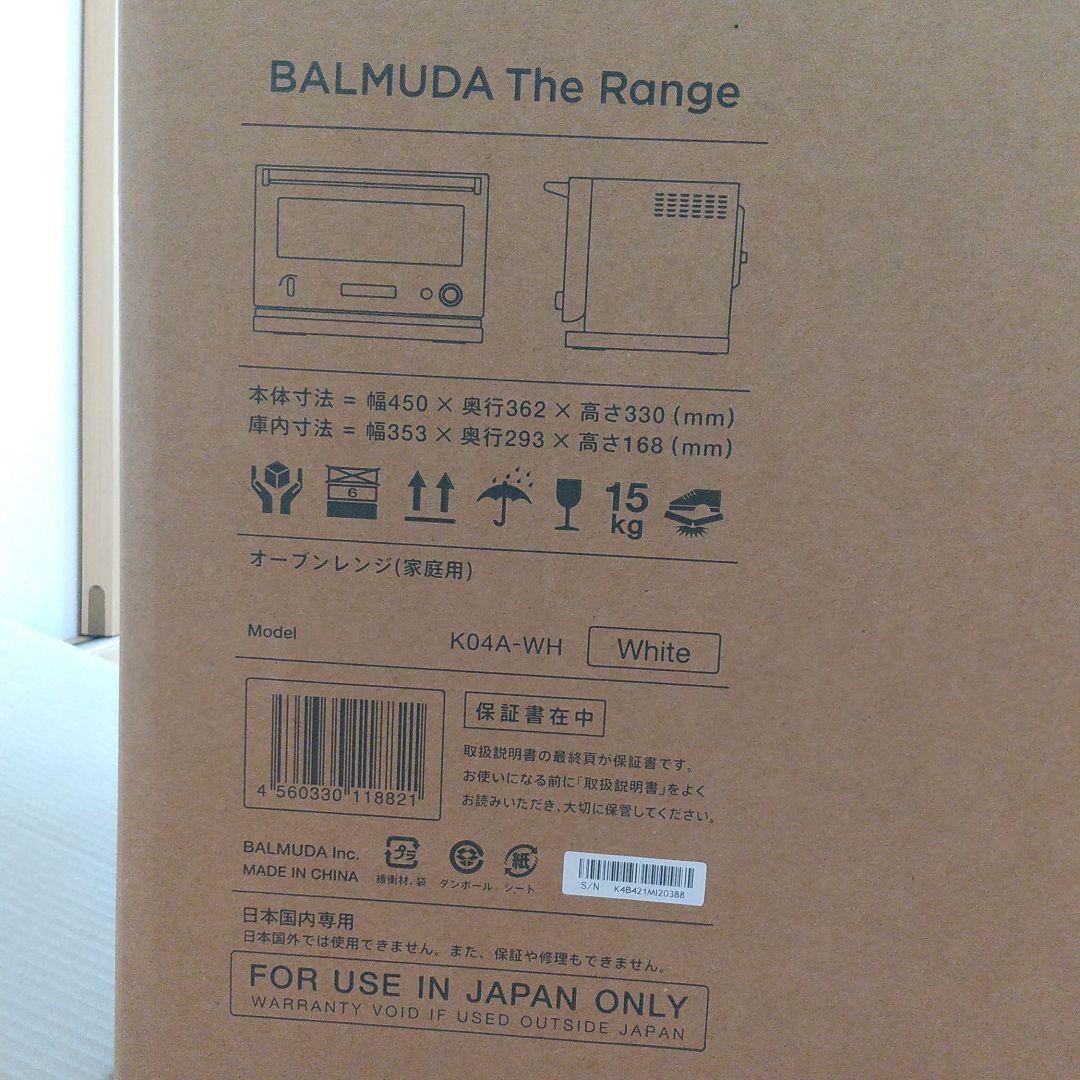 BALMUDA The Range
本体寸法 = 幅450 × 奥行362 × 高さ330 (mm)
庫内寸法 = 幅353 × 奥行293 × 高さ168 (mm)
6
15
kg
オーブンレンジ(家庭用)
Model K04A-WH White
保証書在中
取扱説明書の最終頁が保証書です。
お使いになる前に「取扱説明書」をよく
お読みいただき、大切に保管してください。
4 560330 118821
BALMUDA Inc.
MADE IN CHINA
プラ
紙
緩衝材、袋 ダンボール シート
S/N K4B421MI20388
日本国内専用
日本国外では使用できません。また、保証や修理もできません。
FOR USE IN JAPAN ONLY
WARRANTY VOID IF USED OUTSIDE JAPAN